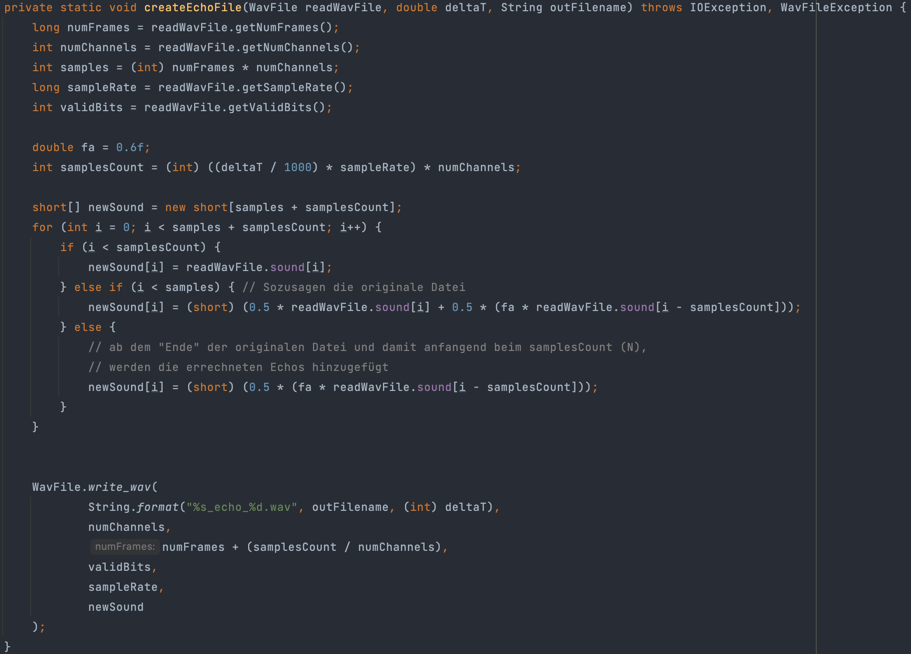 private static void createEchoFile(WavFile readWavFile, double deltaT, String outFilename) throws IOException, WavFileException {
    long numFrames = readWavFile.getNumFrames();
    int numChannels = readWavFile.getNumChannels();
    int samples = (int) numFrames * numChannels;
    long sampleRate = readWavFile.getSampleRate();
    int validBits = readWavFile.getValidBits();

    double fa = 0.6f;
    int samplesCount = (int) ((deltaT / 1000) * sampleRate) * numChannels;

    short[] newSound = new short[samples + samplesCount];
    for (int i = 0; i < samples + samplesCount; i++) {
        if (i < samplesCount) {
            newSound[i] = readWavFile.sound[i];
        } else if (i < samples) { // Sozusagen die originale Datei
            newSound[i] = (short) (0.5 * readWavFile.sound[i] + 0.5 * (fa * readWavFile.sound[i - samplesCount]));
        } else {
            // ab dem "Ende" der originalen Datei und damit anfangend beim samplesCount (N),
            // werden die errechneten Echos hinzugefügt
            newSound[i] = (short) (0.5 * (fa * readWavFile.sound[i - samplesCount]));
        }
    }

    WavFile.write_wav(
            String.format("%s_echo_%d.wav", outFilename, (int) deltaT),
            numChannels,
            numFrames: numFrames + (samplesCount / numChannels),
            validBits,
            sampleRate,
            newSound
    );
}